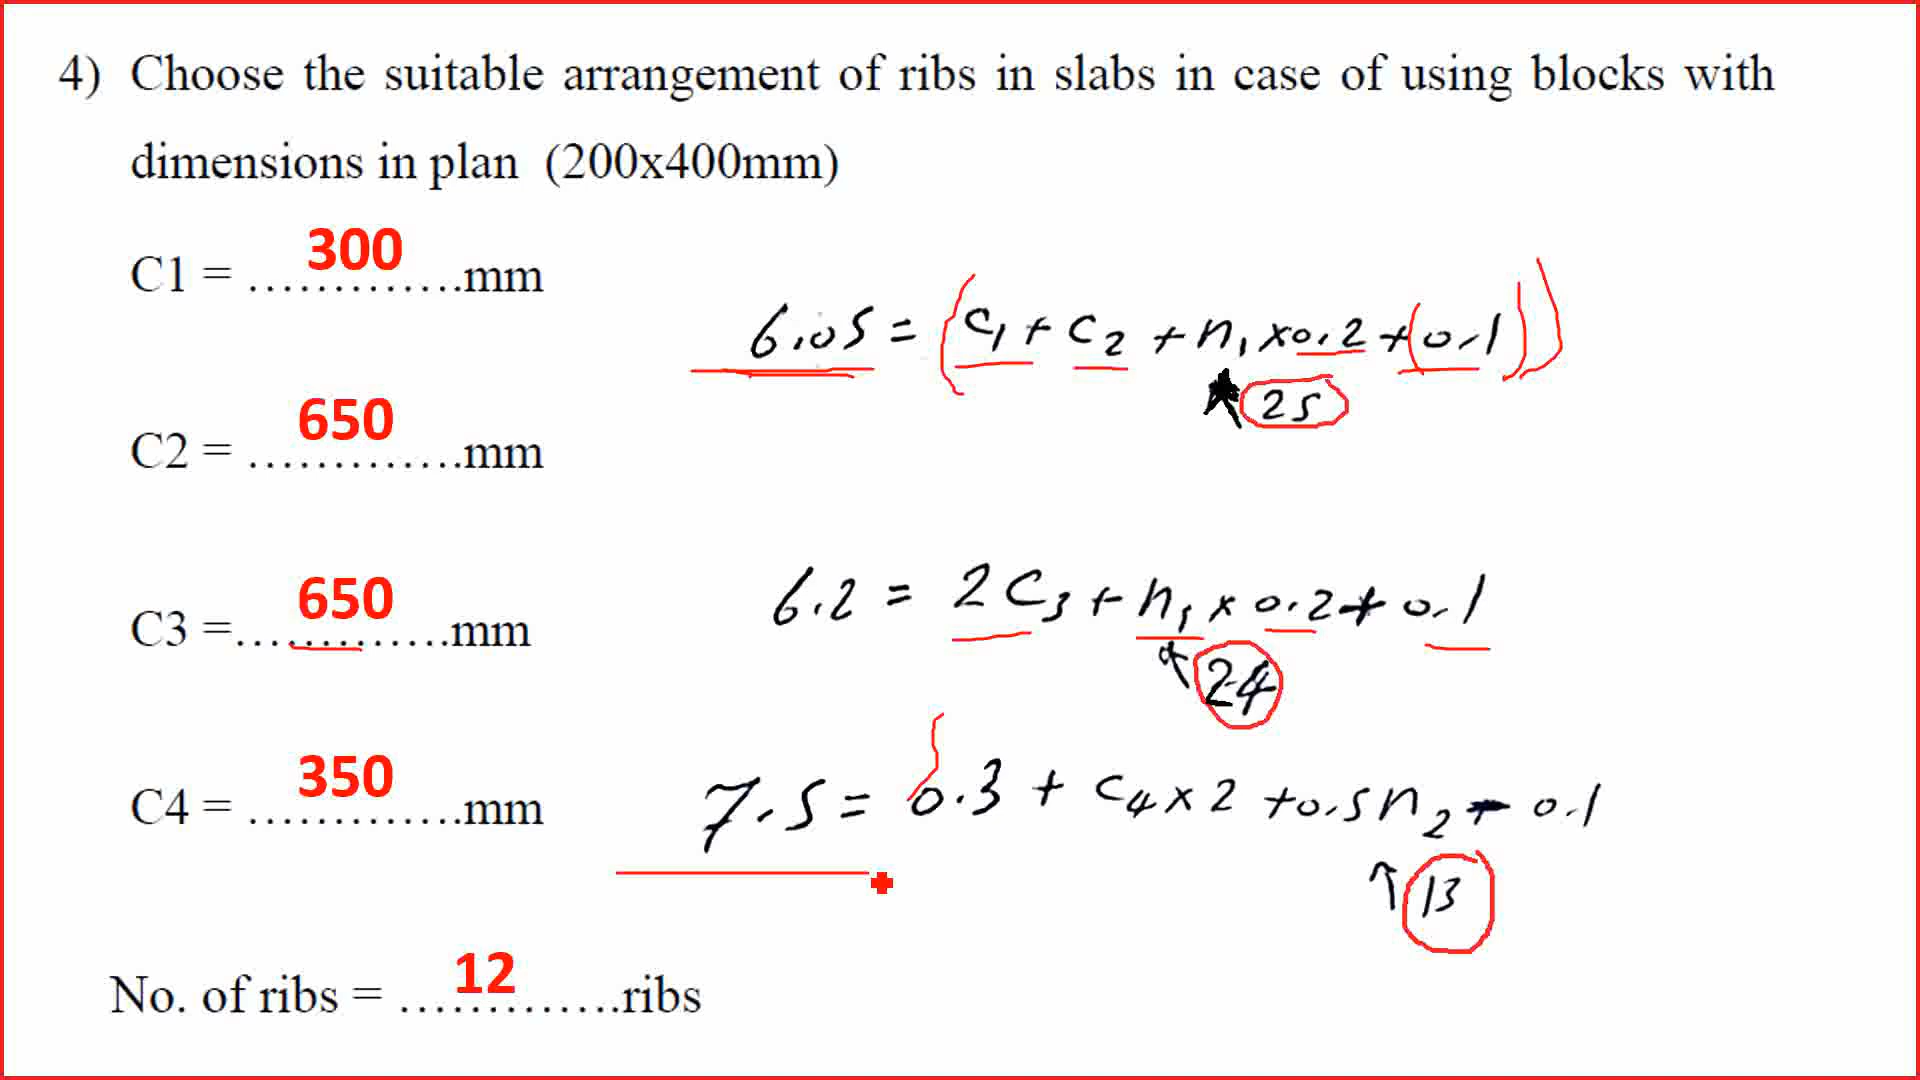 4) Choose the suitable arrangement of ribs in slabs in case of using blocks with
dimensions in plan (200x400mm)
C1 = ………….mm
300
6.05 = (C1 + C2 + n1 x0.2 + (0.1))
25
C2 = ………….mm
650
C3 =………….mm
650
6.2 = 2C3 + n1 x 0.2 + 0.1
24
C4 = ………….mm
350
7.5 = 0.3 + C4 x 2 + 0.5n2 - 0.1
13
No. of ribs = ………….ribs
12